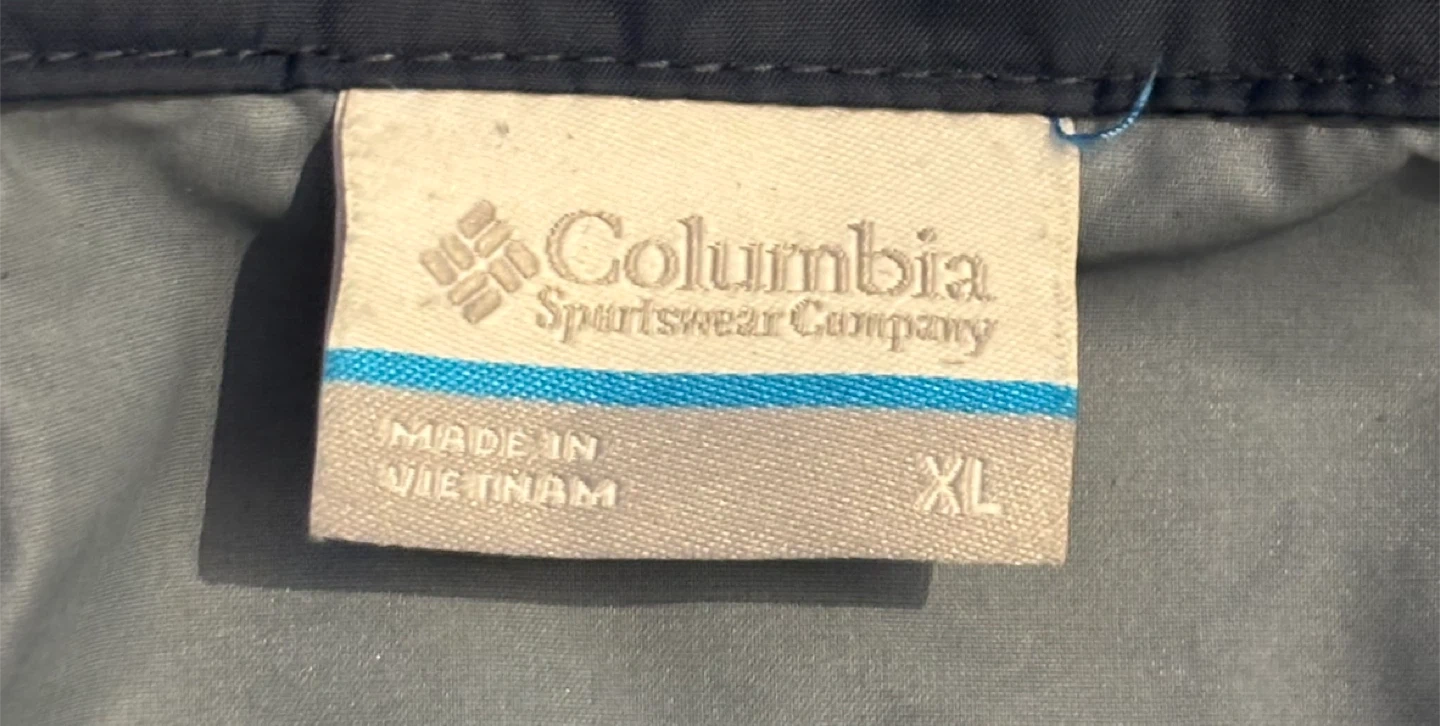 Columbia
Sportswear Company
MADE IN
VIETNAM
XL